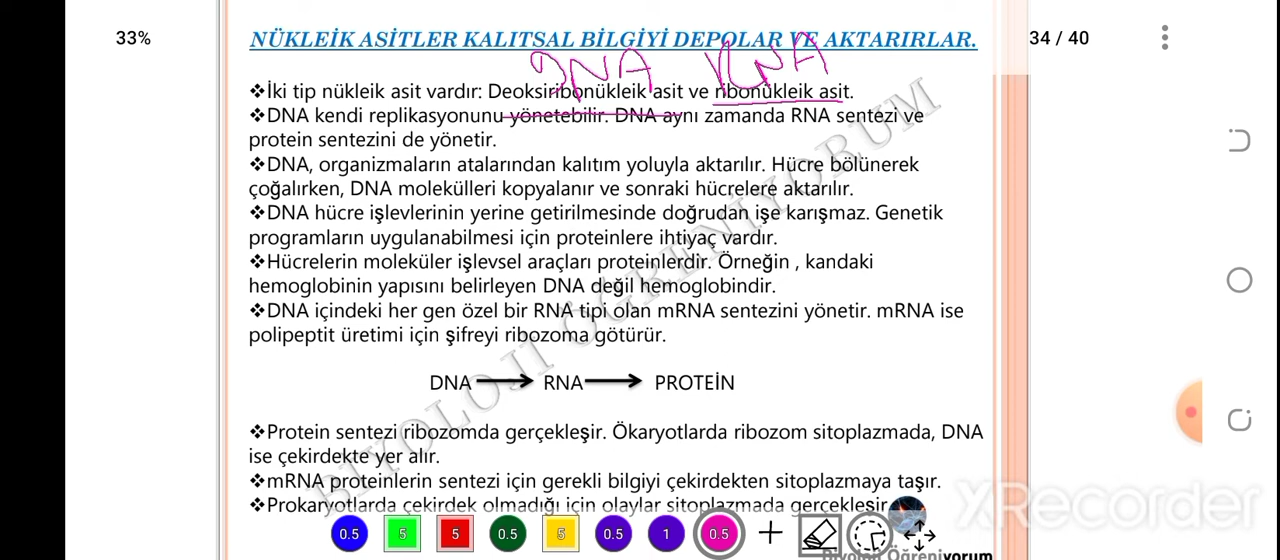 33%
NÜKLEİK ASİTLER KALITSAL BİLGİYİ DEPOLAR VE AKTARIRLAR.
34 / 40
DNA RNA
❖İki tip nükleik asit vardır: Deoksiribonükleik asit ve ribonükleik asit.
❖DNA kendi replikasyonunu yönetebilir. DNA aynı zamanda RNA sentezi ve
protein sentezini de yönetir.
❖DNA, organizmaların atalarından kalıtım yoluyla aktarılır. Hücre bölünerek
çoğalırken, DNA molekülleri kopyalanır ve sonraki hücrelere aktarılır.
❖DNA hücre işlevlerinin yerine getirilmesinde doğrudan işe karışmaz. Genetik
programların uygulanabilmesi için proteinlere ihtiyaç vardır.
❖Hücrelerin moleküler işlevsel araçları proteinlerdir. Örneğin , kandaki
hemoglobinin yapısını belirleyen DNA değil hemoglobindir.
❖DNA içindeki her gen özel bir RNA tipi olan mRNA sentezini yönetir. mRNA ise
polipeptit üretimi için şifreyi ribozoma götürür.
DNA → RNA → PROTEİN
❖Protein sentezi ribozomda gerçekleşir. Ökaryotlarda ribozom sitoplazmada, DNA
ise çekirdekte yer alır.
❖mRNA proteinlerin sentezi için gerekli bilgiyi çekirdekten sitoplazmaya taşır.
❖Prokaryotlarda çekirdek olmadığı için olaylar sitoplazmada gerçekleşir
BİYOLOJİ ÖĞRENİYORUM
XRecorder
0.5 5 5 0.5 5 0.5 1 0.5
Biyoloji Öğreniyorum